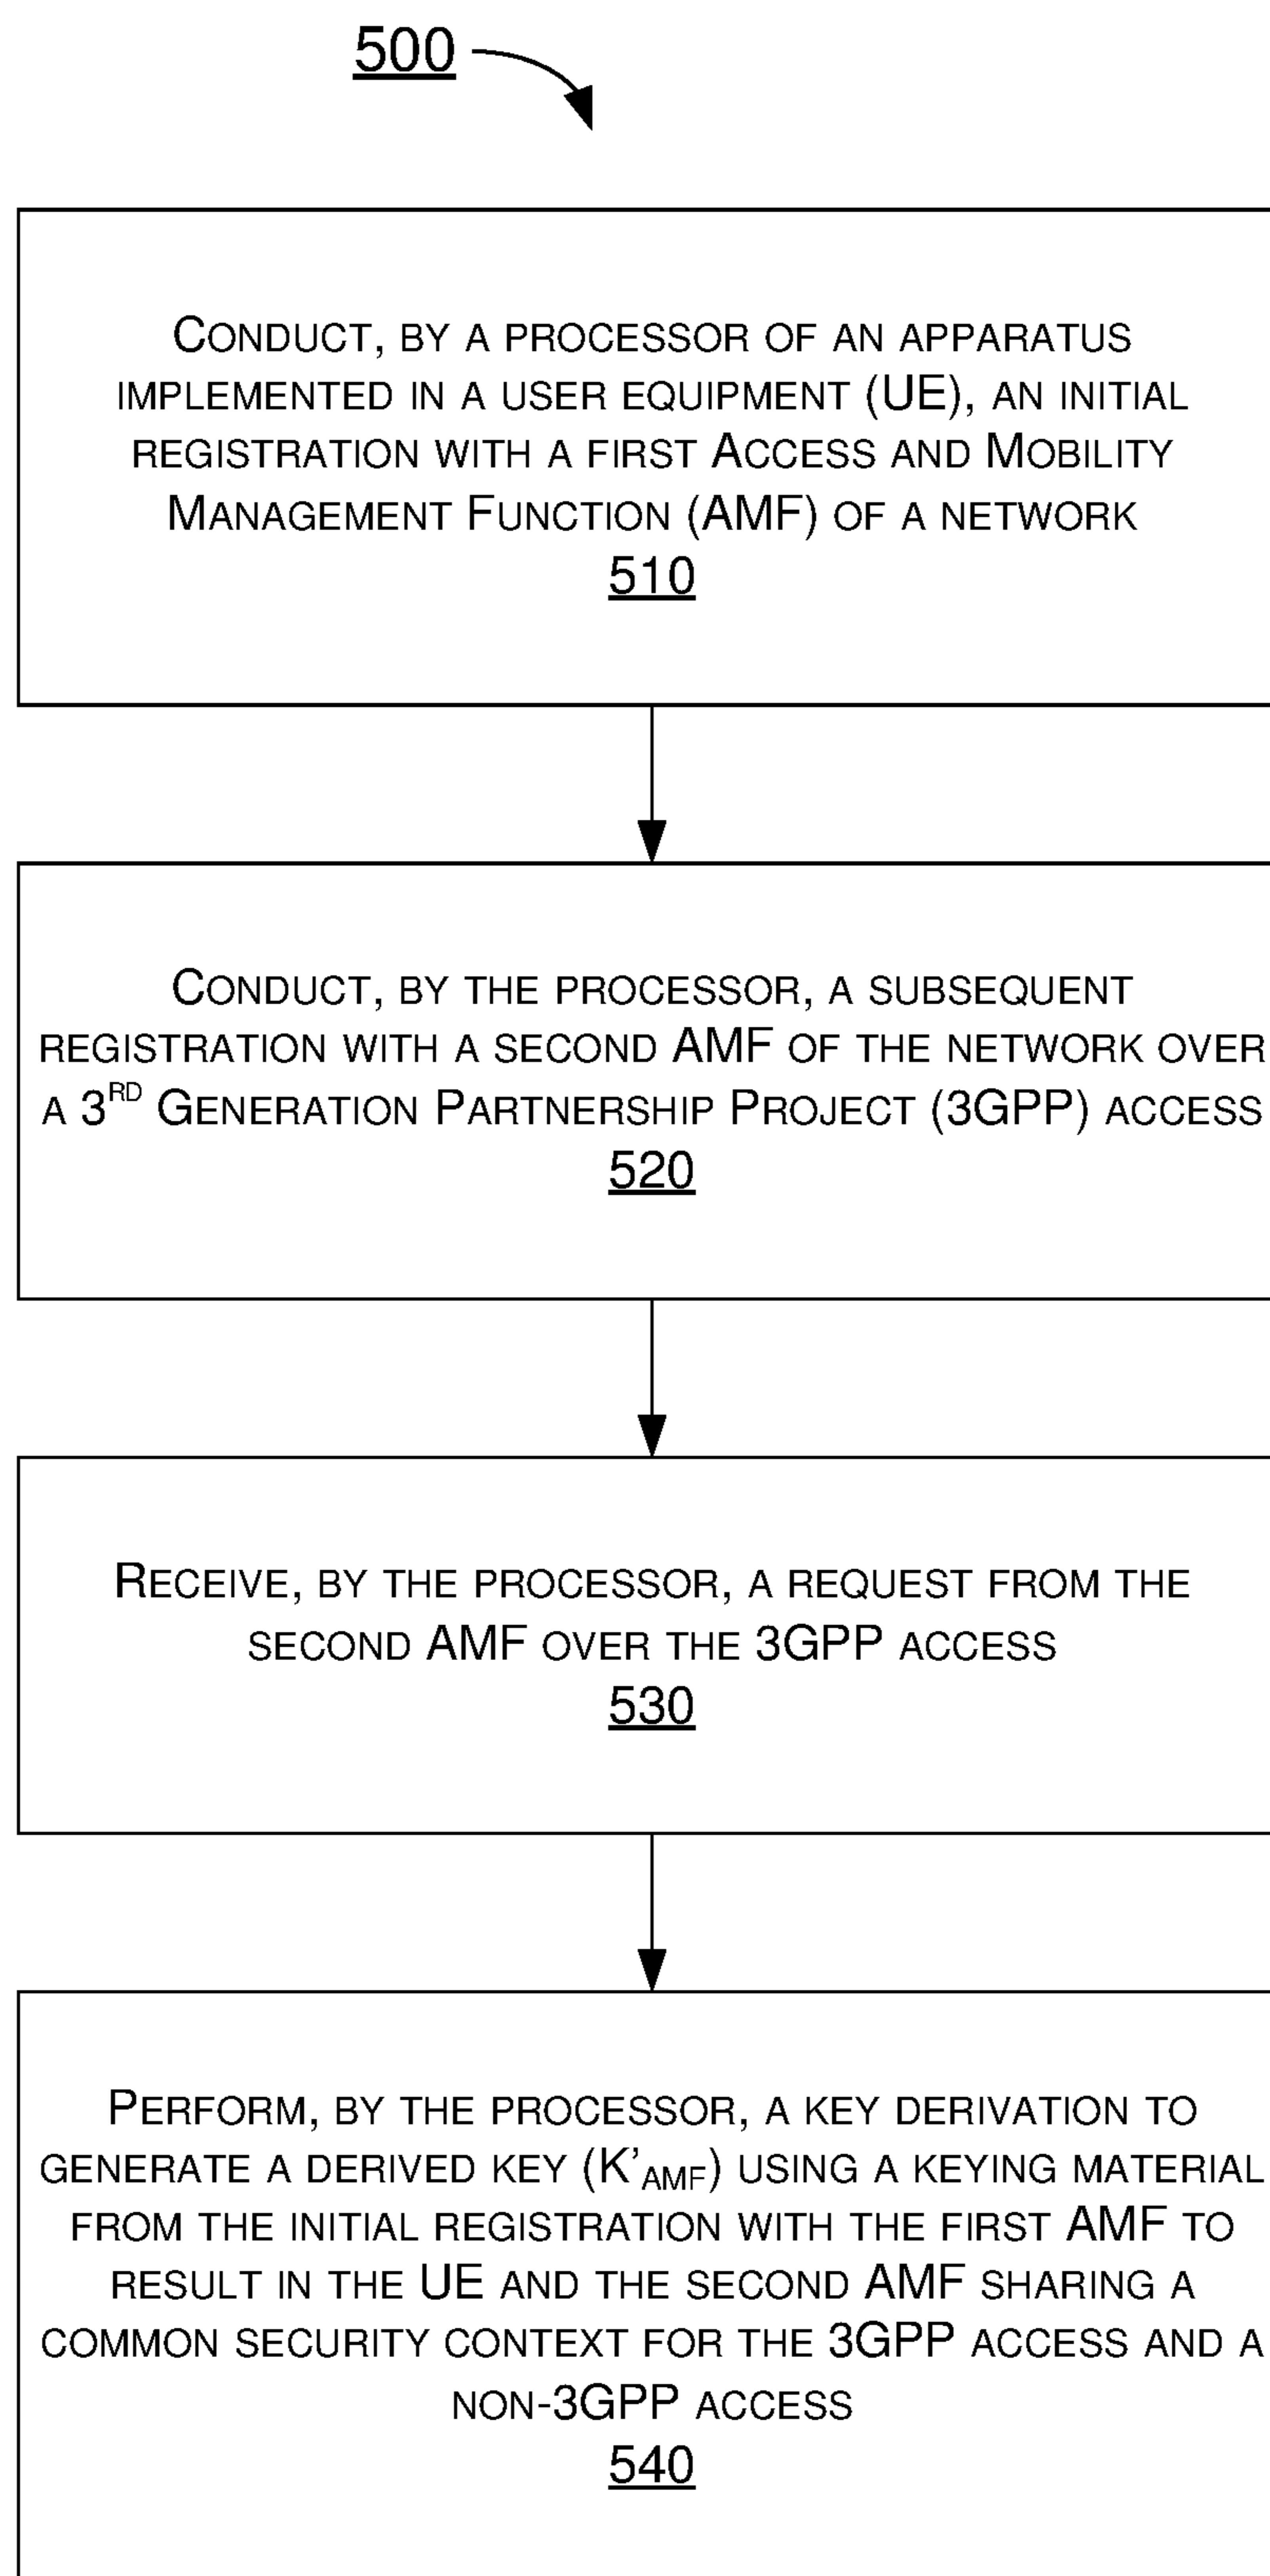 500
CONDUCT, BY A PROCESSOR OF AN APPARATUS
IMPLEMENTED IN A USER EQUIPMENT (UE), AN INITIAL
REGISTRATION WITH A FIRST ACCESS AND MOBILITY
MANAGEMENT FUNCTION (AMF) OF A NETWORK
510
CONDUCT, BY THE PROCESSOR, A SUBSEQUENT
REGISTRATION WITH A SECOND AMF OF THE NETWORK OVER
A 3RD GENERATION PARTNERSHIP PROJECT (3GPP) ACCESS
520
RECEIVE, BY THE PROCESSOR, A REQUEST FROM THE
SECOND AMF OVER THE 3GPP ACCESS
530
PERFORM, BY THE PROCESSOR, A KEY DERIVATION TO
GENERATE A DERIVED KEY (K'AMF) USING A KEYING MATERIAL
FROM THE INITIAL REGISTRATION WITH THE FIRST AMF TO
RESULT IN THE UE AND THE SECOND AMF SHARING A
COMMON SECURITY CONTEXT FOR THE 3GPP ACCESS AND A
NON-3GPP ACCESS
540